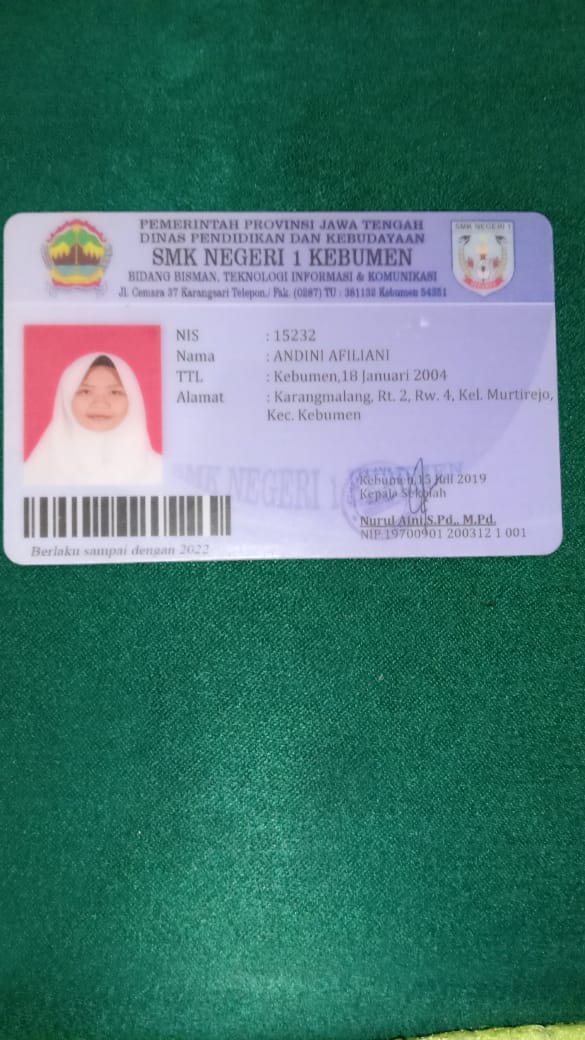 PEMERINTAH PROVINSI JAWA TENGAH
DINAS PENDIDIKAN DAN KEBUDAYAAN
SMK NEGERI 1 KEBUMEN
BIDANG BISMAN, TEKNOLOGI INFORMASI & KOMUNIKASI
Jl. Cemara 37 Karangsari Telepon./ Fak. (0287) TU : 381132 Kebumen 54351
SMK NEGERI 1
KEBUMEN
NIS : 15232
Nama : ANDINI AFILIANI
TTL : Kebumen,18 Januari 2004
Alamat : Karangmalang, Rt. 2, Rw. 4, Kel. Murtirejo,
Kec. Kebumen
SMK NEGERI 1 KEBUMEN
Kebumen,15 Juli 2019
Kepala Sekolah
Nurul Aini,S.Pd., M.Pd.
NIP.19700901 200312 1 001
Berlaku sampai dengan 2022